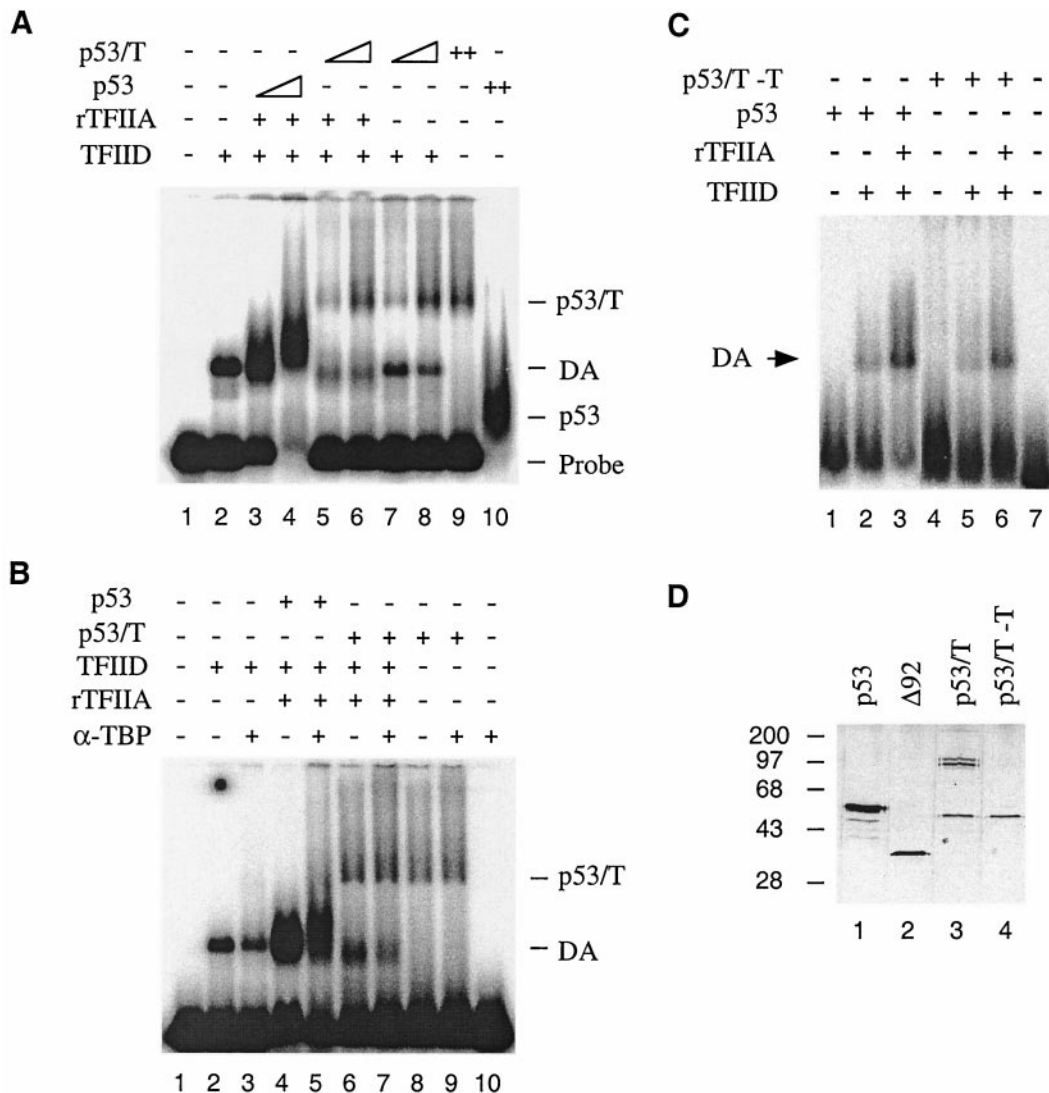 A
p53/T - - - - ++ -
p53 - - - - - - - ++
rTFIIA - - + + + + - - - -
TFIID - + + + + + + + - -
p53/T
DA
p53
Probe
1 2 3 4 5 6 7 8 9 10
B
p53 - - - + + - - - - -
p53/T - - - - - + + + + -
TFIID - + + + + + + - - -
rTFIIA - - - + + + + - - -
α-TBP - - + - + - + - + +
p53/T
DA
1 2 3 4 5 6 7 8 9 10
C
p53/T -T - - - + + + -
p53 + + + - - - -
rTFIIA - - + - - + -
TFIID - + + - + + -
DA
1 2 3 4 5 6 7
D
p53 Δ92 p53/T p53/T -T
200
97
68
43
28
1 2 3 4